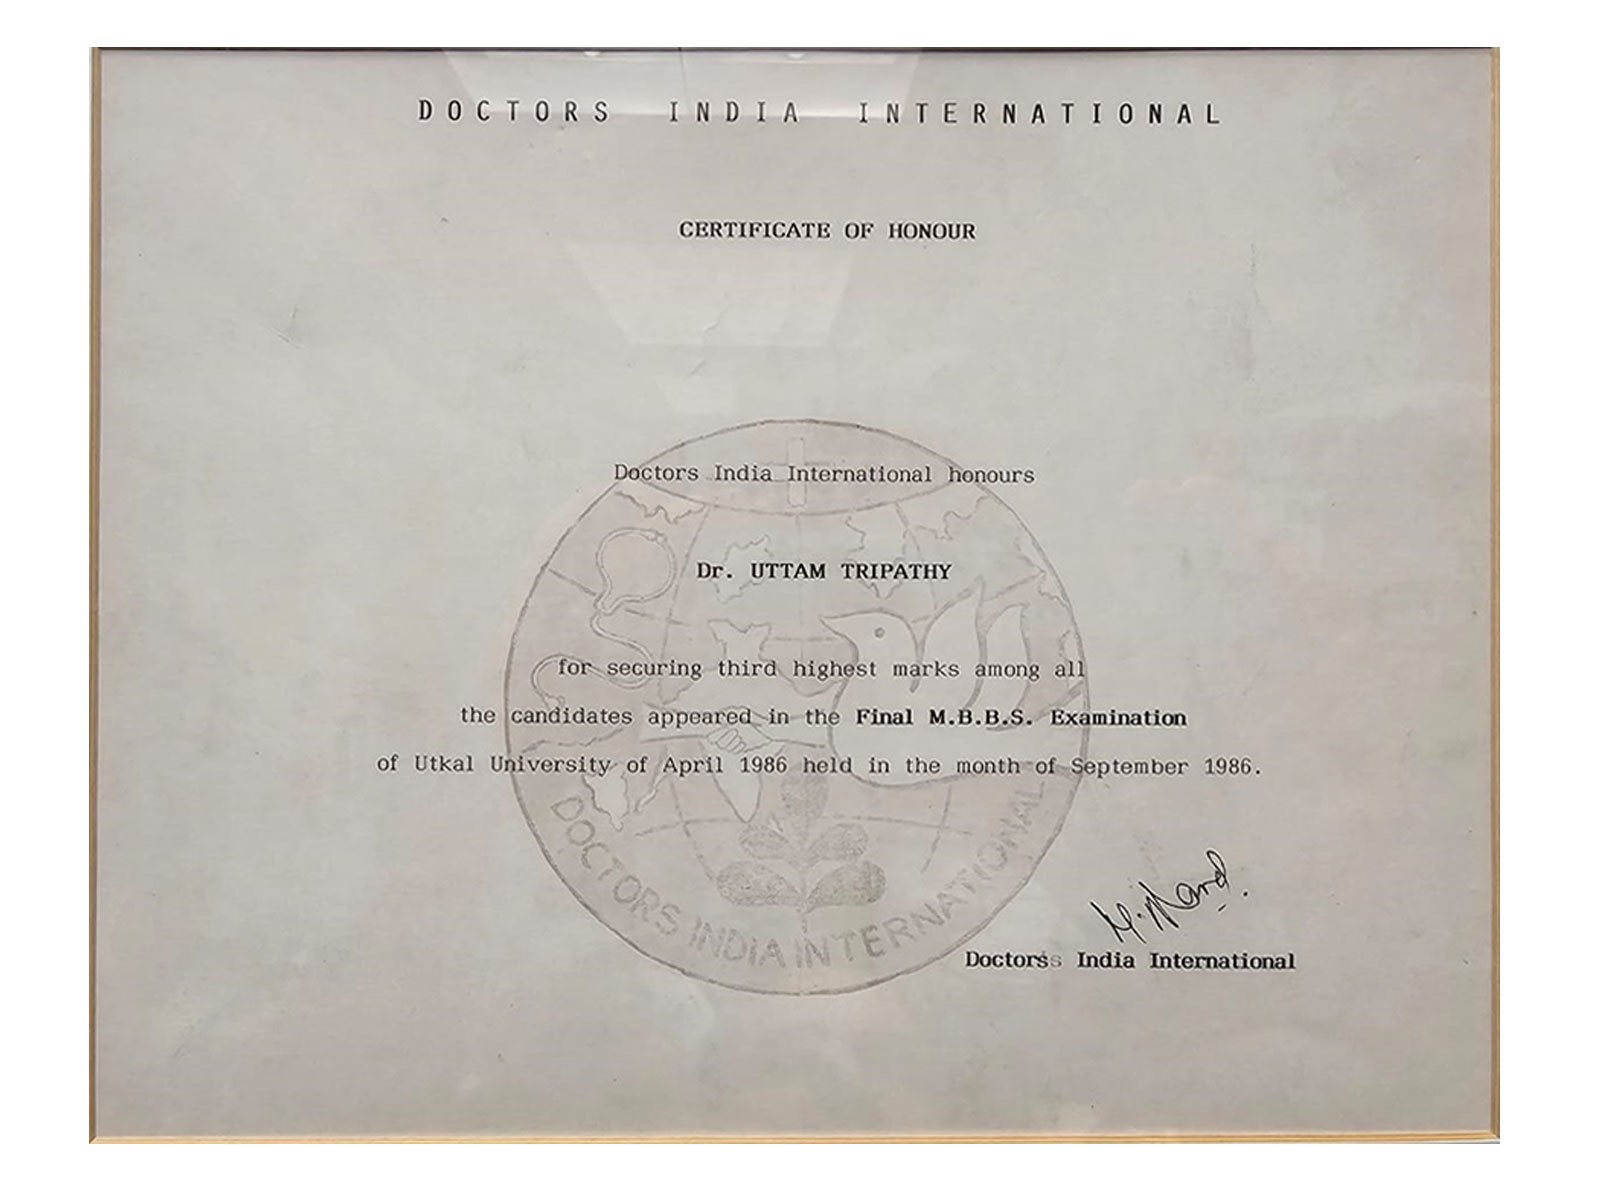 DOCTORS INDIA INTERNATIONAL
CERTIFICATE OF HONOUR
Doctors India International honours
Dr. UTTAM TRIPATHY
for securing third highest marks among all
the candidates appeared in the Final M.B.B.S. Examination
of Utkal University of April 1986 held in the month of September 1986.
DOCTORS INDIA INTERNATIONAL
Doctorss India International